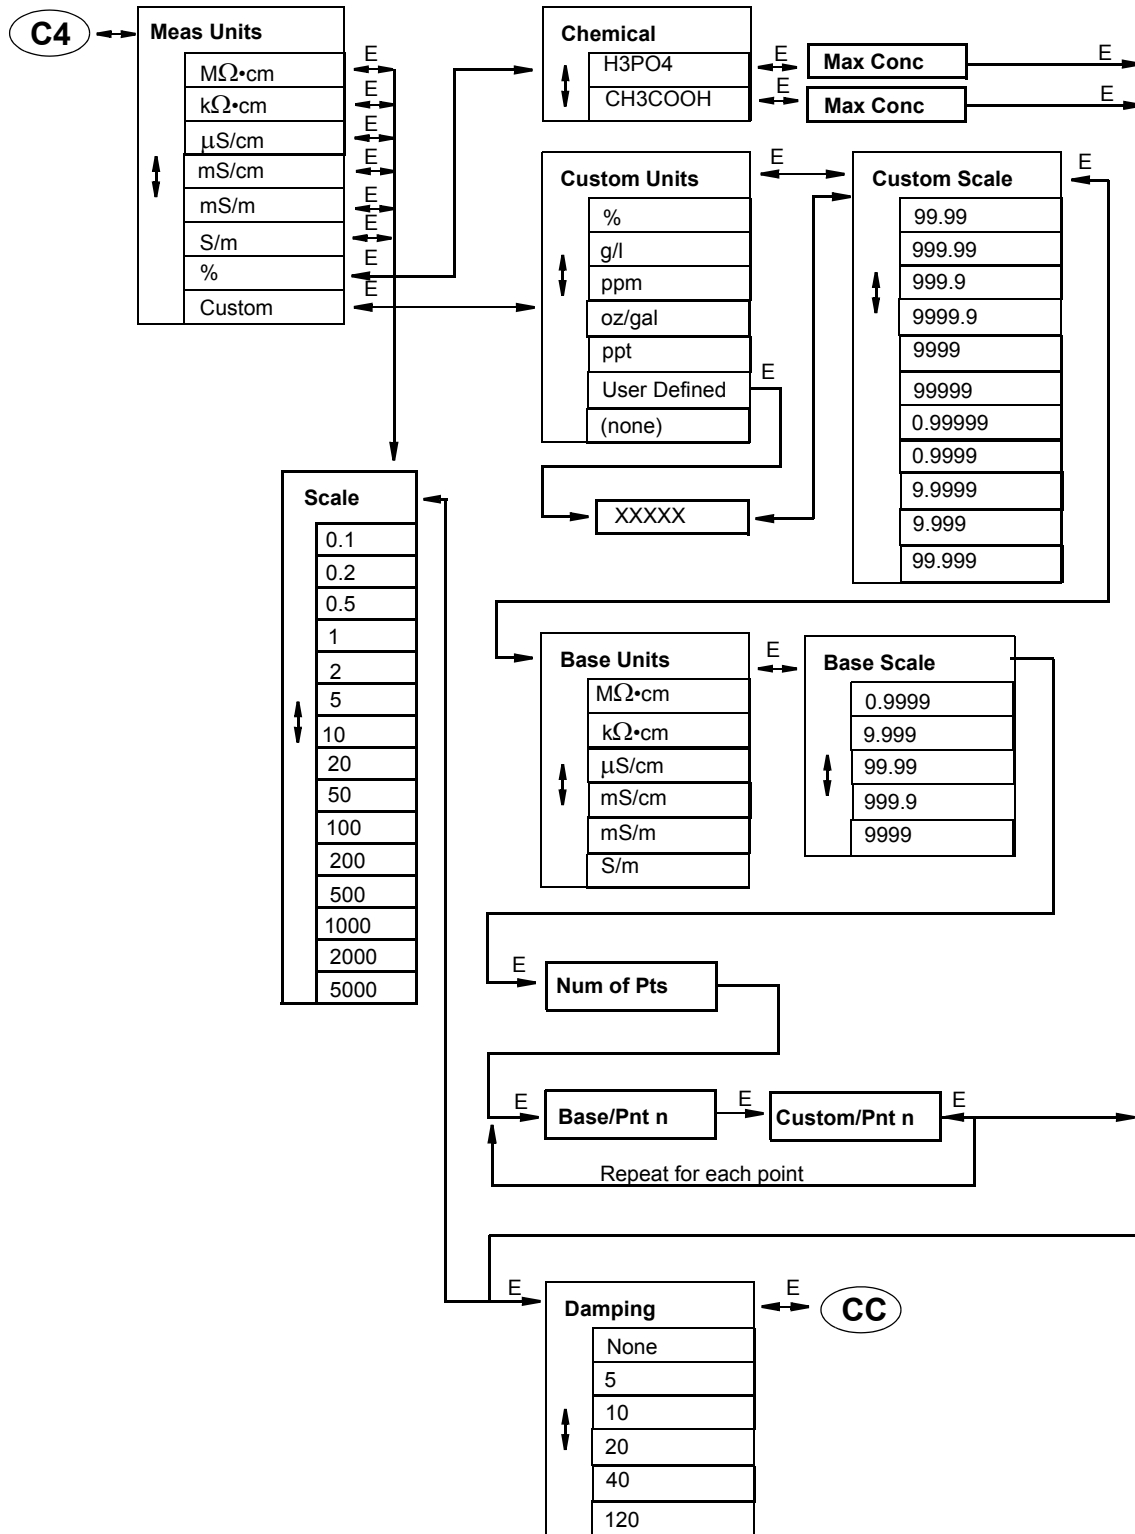 C4
Meas Units
E
MΩ•cm
E
kΩ•cm
E
µS/cm
E
mS/cm
E
mS/m
E
S/m
E
%
E
Custom
Chemical
H3PO4
E
Max Conc
E
CH3COOH
E
Max Conc
E
Custom Units
E
%
g/l
ppm
oz/gal
ppt
User Defined
E
(none)
XXXXX
Custom Scale
E
99.99
999.99
999.9
9999.9
9999
99999
0.99999
0.9999
9.9999
9.999
99.999
Scale
0.1
0.2
0.5
1
2
5
10
20
50
100
200
500
1000
2000
5000
Base Units
E
MΩ•cm
kΩ•cm
µS/cm
mS/cm
mS/m
S/m
Base Scale
0.9999
9.999
99.99
999.9
9999
E
Num of Pts
E
Base/Pnt n
E
Custom/Pnt n
E
Repeat for each point
E
Damping
E
CC
None
5
10
20
40
120